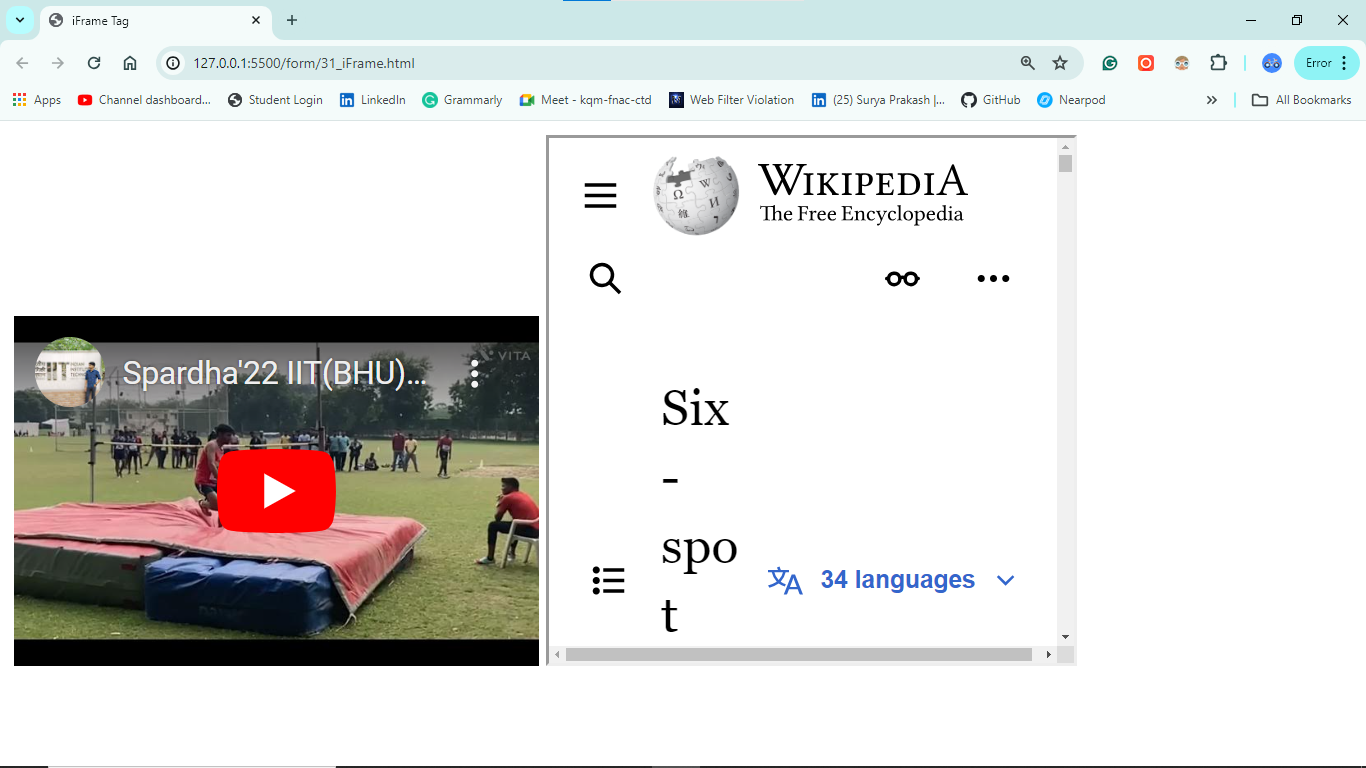 iFrame Tag
127.0.0.1:5500/form/31_iFrame.html
Error
Apps
Channel dashboard...
Student Login
LinkedIn
Grammarly
Meet - kqm-fnac-ctd
Web Filter Violation
(25) Surya Prakash |...
GitHub
Nearpod
All Bookmarks
WIKIPEDIA
The Free Encyclopedia
VITA
Spardha'22 IIT(BHU)...
Six
-
spo
t
34 languages